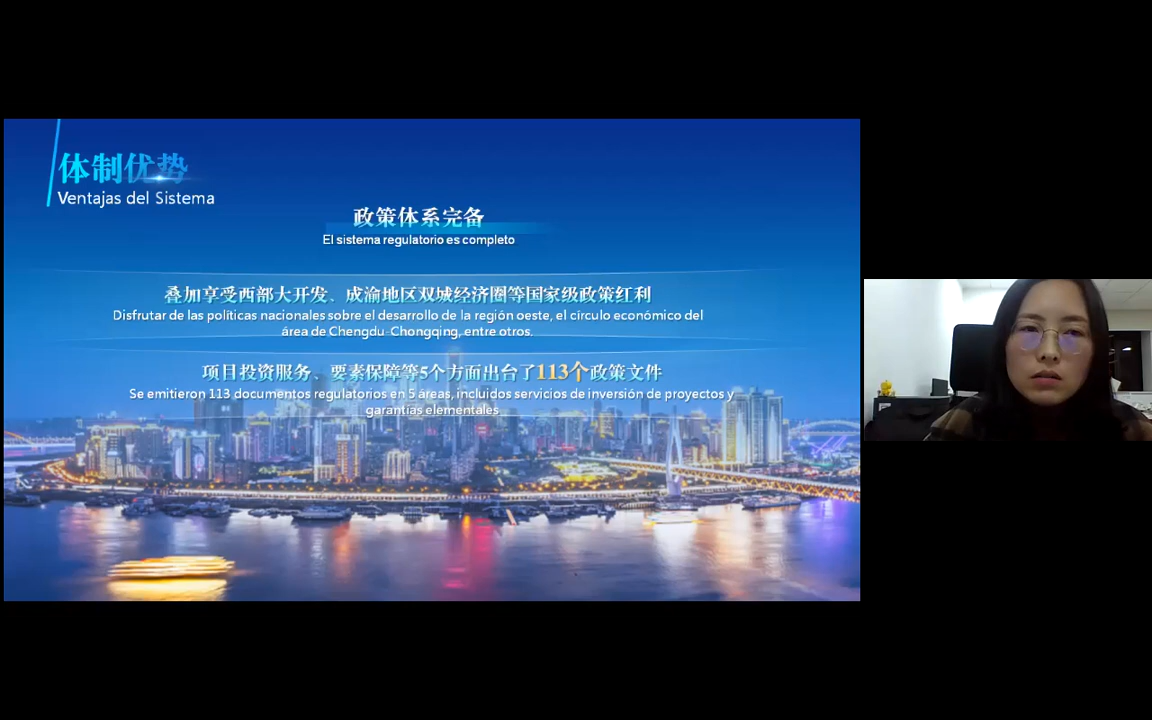 体制优势
Ventajas del Sistema
政策体系完备
El sistema regulatorio es completo
叠加享受西部大开发、成渝地区双城经济圈等国家级政策红利
Disfrutar de las políticas nacionales sobre el desarrollo de la región oeste, el círculo económico del
área de Chengdu-Chongqing, entre otros.
项目投资服务、要素保障等5个方面出台了113个政策文件
Se emitieron 113 documentos regulatorios en 5 áreas, incluidos servicios de inversión de proyectos y
garantías elementales